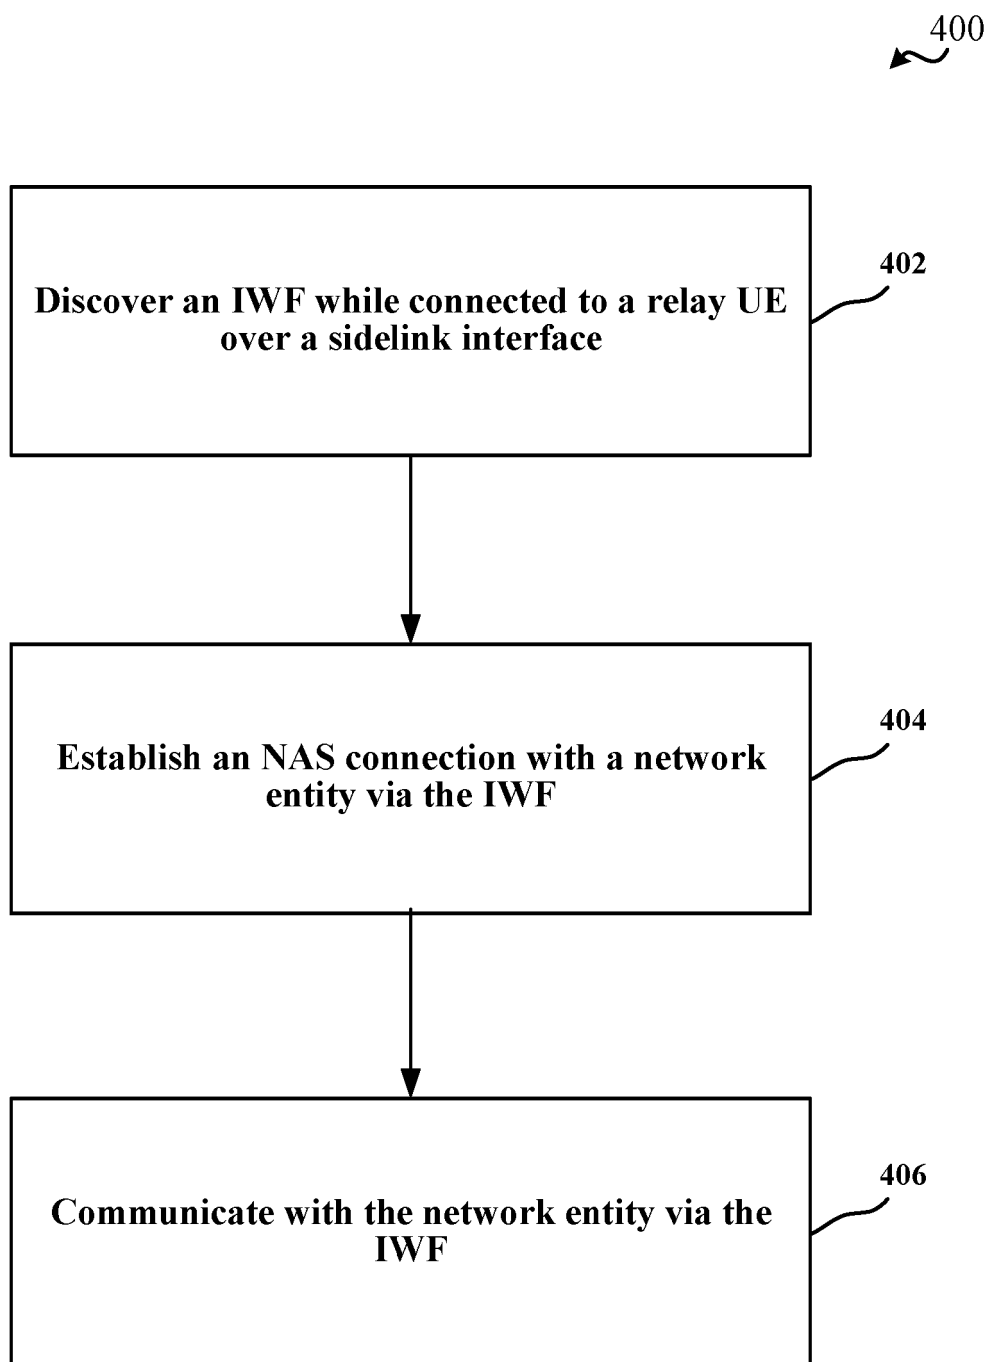 400
Discover an IWF while connected to a relay UE
over a sidelink interface
402
Establish an NAS connection with a network
entity via the IWF
404
Communicate with the network entity via the
IWF
406